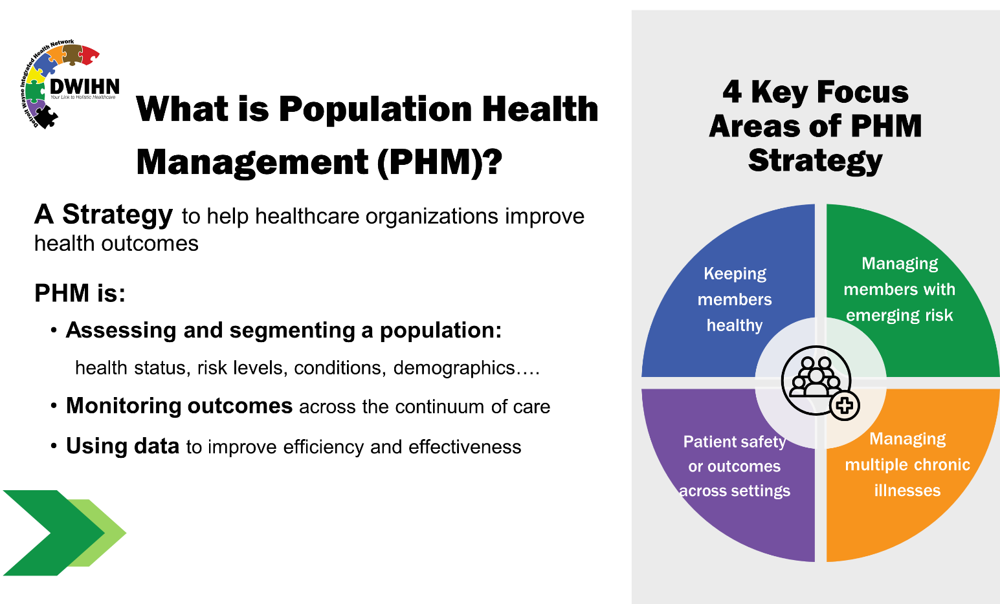 Detroit Wayne Integrated Health Network
DWIHN
Your Link to Holistic Healthcare
What is Population Health
Management (PHM)?
A Strategy to help healthcare organizations improve
health outcomes
PHM is:
• Assessing and segmenting a population:
health status, risk levels, conditions, demographics....
• Monitoring outcomes across the continuum of care
• Using data to improve efficiency and effectiveness
4 Key Focus
Areas of PHM
Strategy
Keeping
members
healthy
Managing
members with
emerging risk
Patient safety
or outcomes
across settings
Managing
multiple chronic
illnesses